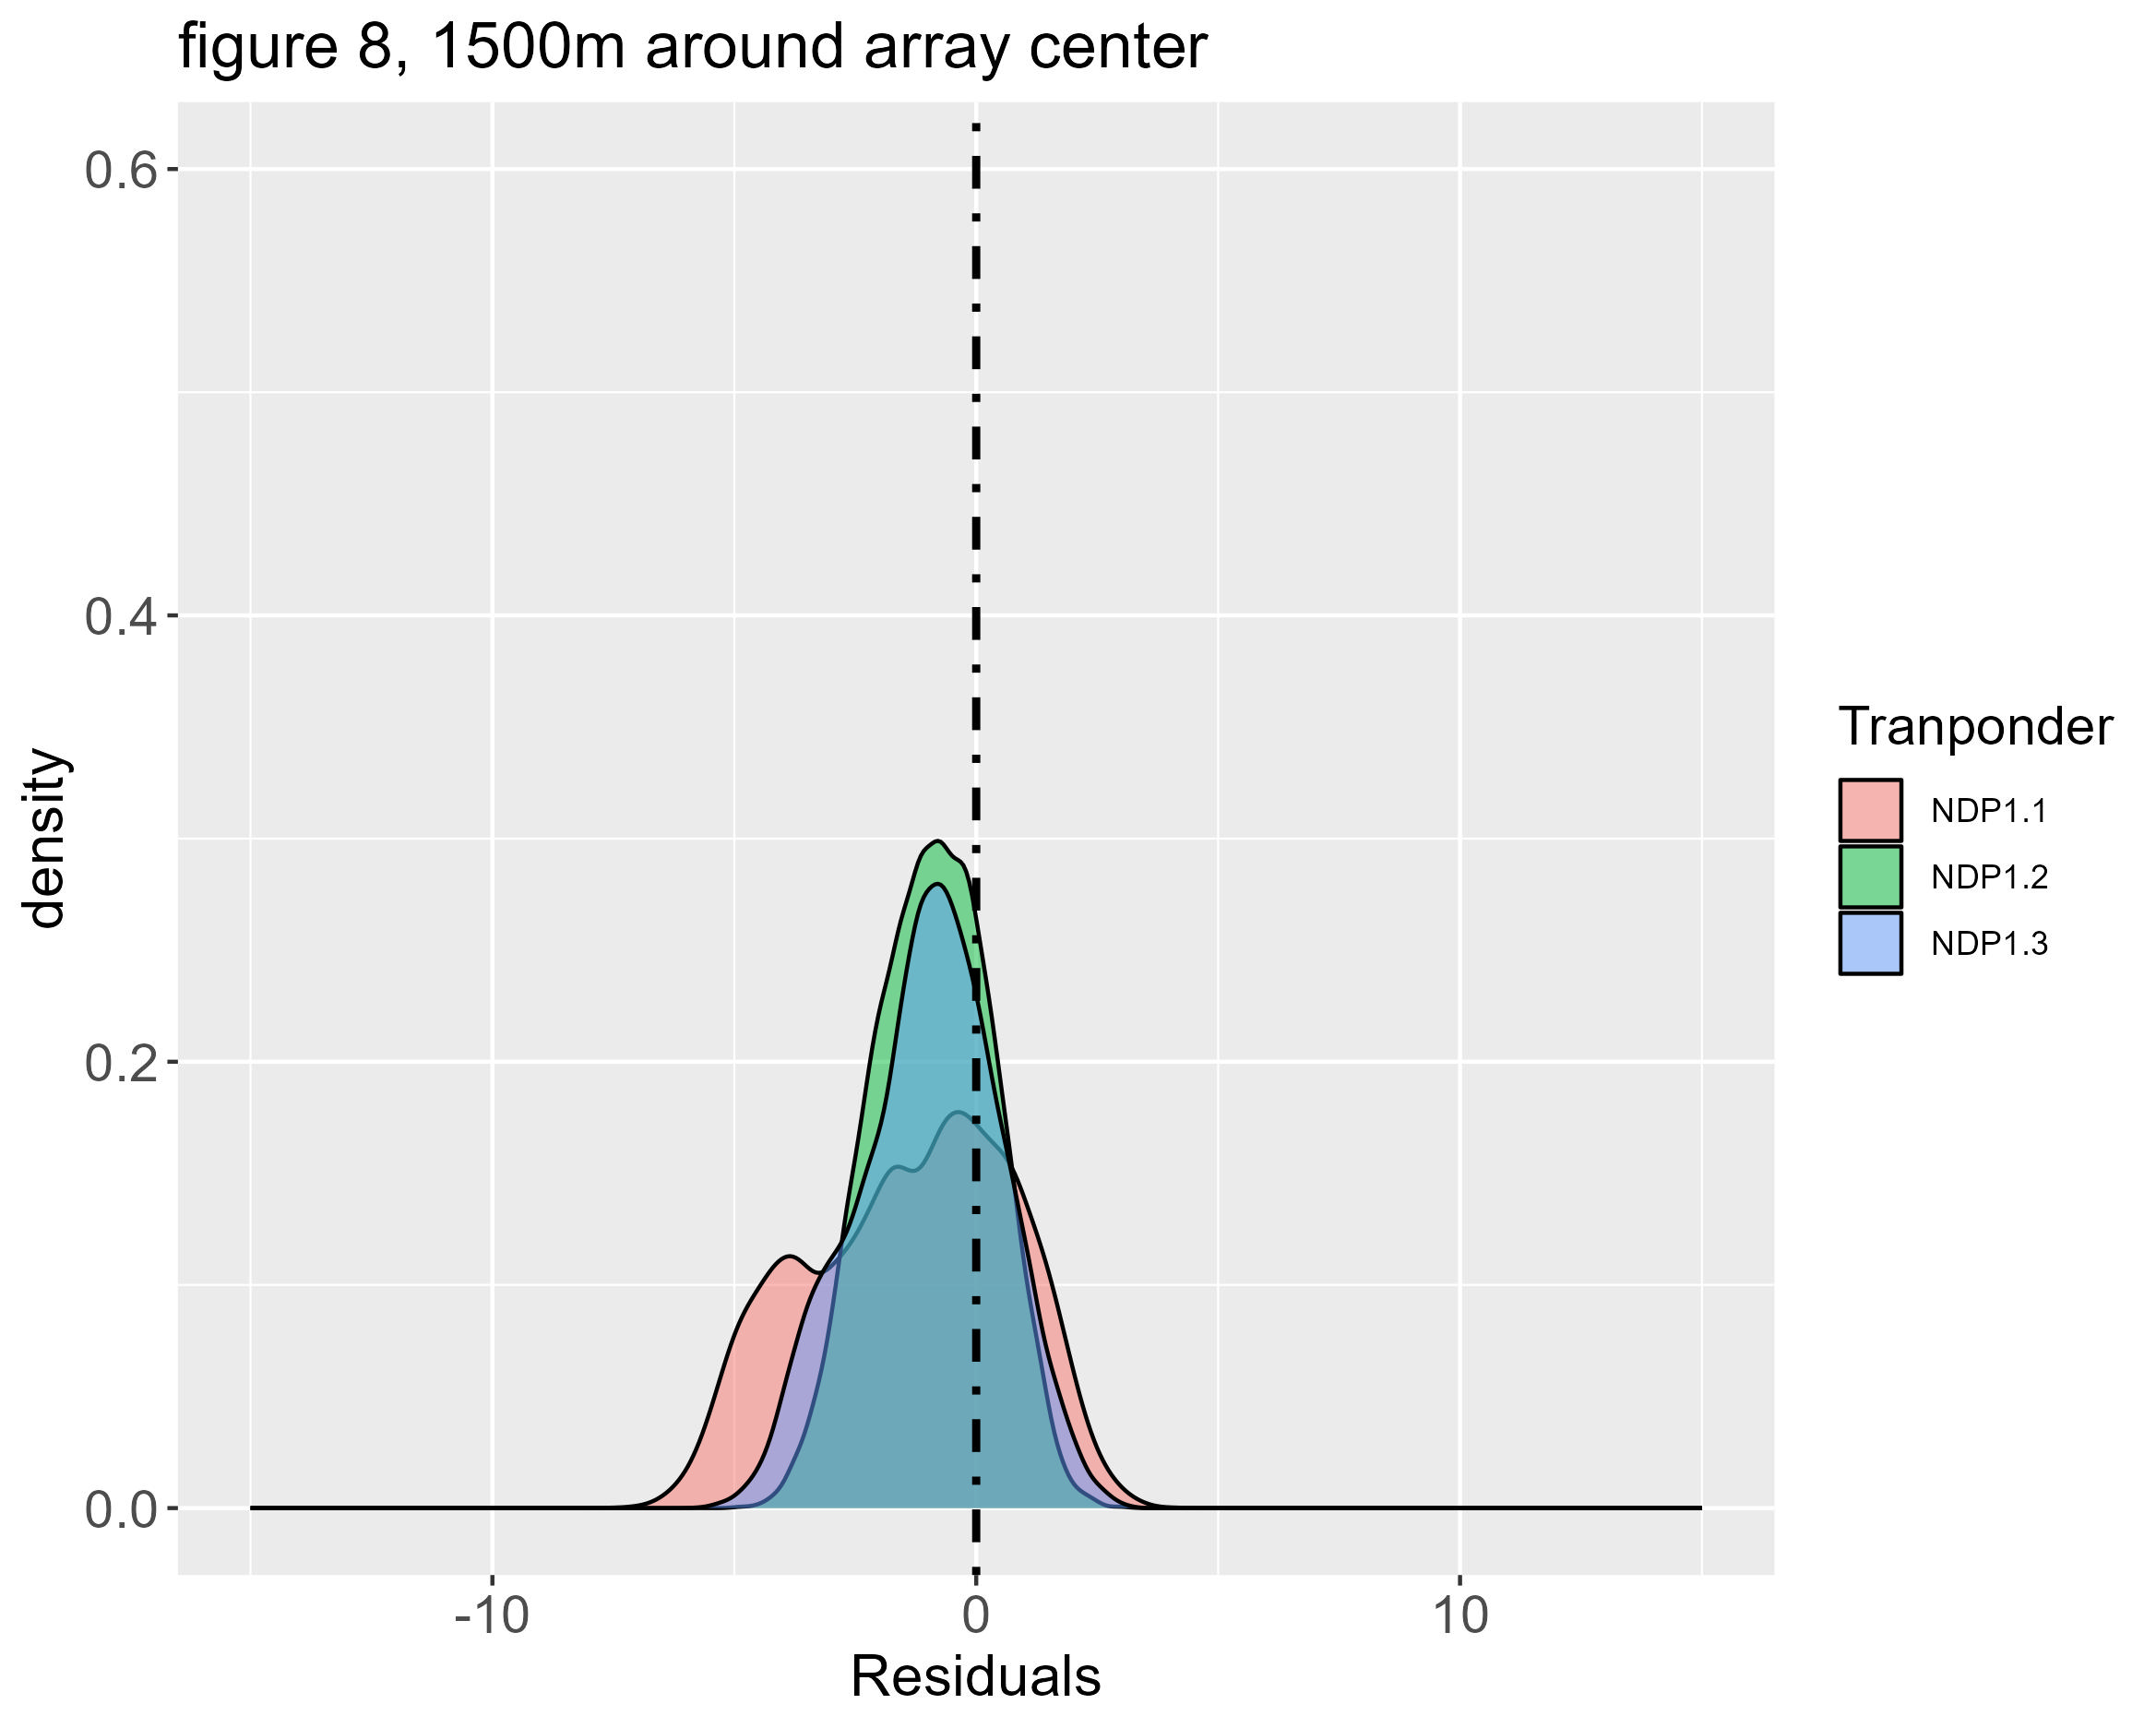 figure 8, 1500m around array center
0.6
0.4
0.2
0.0
density
-10 0 10
Residuals
Tranponder
NDP1.1
NDP1.2
NDP1.3